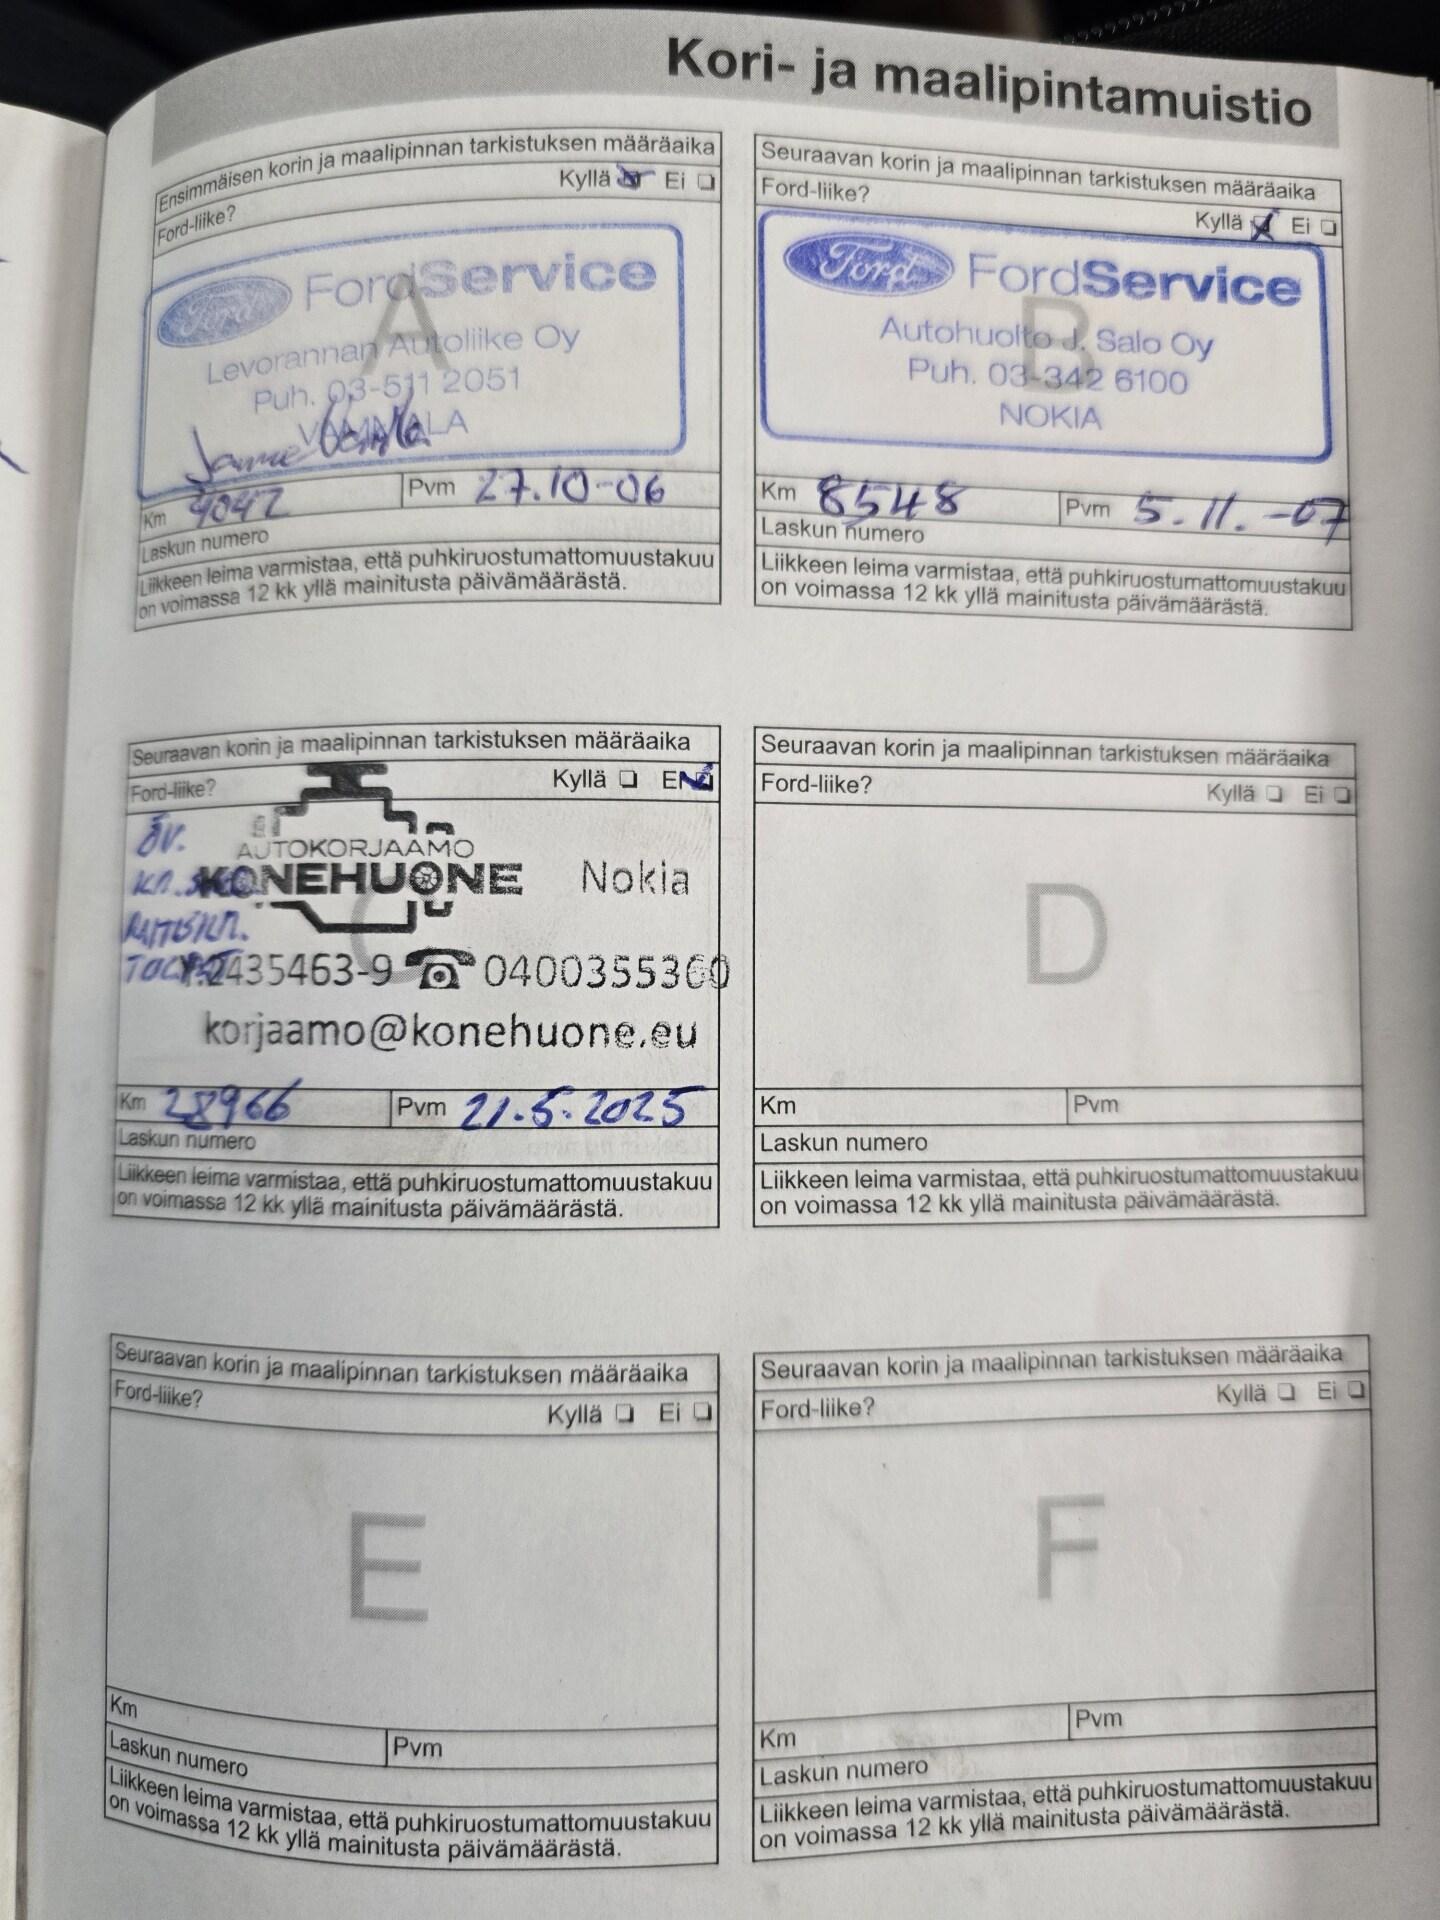 Kori- ja maalipintamuistio
Ensimmäisen korin ja maalipinnan tarkistuksen määräaika
Ford-liike? Kyllä Ei
A
Ford FordService
Levorannan Autoliike Oy
Puh. 03-511 2051
VAMMALA
Km 4042 Pvm 27.10-06
Laskun numero
Liikkeen leima varmistaa, että puhkiruostumattomuustakuu
on voimassa 12 kk yllä mainitusta päivämäärästä.
Seuraavan korin ja maalipinnan tarkistuksen määräaika
Ford-liike? Kyllä Ei
B
Ford FordService
Autohuolto J. Salo Oy
Puh. 03-342 6100
NOKIA
Km 8548 Pvm 5.11.-07
Laskun numero
Liikkeen leima varmistaa, että puhkiruostumattomuustakuu
on voimassa 12 kk yllä mainitusta päivämäärästä.
Seuraavan korin ja maalipinnan tarkistuksen määräaika
Ford-liike? Kyllä Ei
C
AUTOKORJAAMO
KONEHUONE Nokia
2435463-9 0400355360
korjaamo@konehuone.eu
Km 28966 Pvm 21.5.2025
Laskun numero
Liikkeen leima varmistaa, että puhkiruostumattomuustakuu
on voimassa 12 kk yllä mainitusta päivämäärästä.
Seuraavan korin ja maalipinnan tarkistuksen määräaika
Ford-liike? Kyllä Ei
D
Km Pvm
Laskun numero
Liikkeen leima varmistaa, että puhkiruostumattomuustakuu
on voimassa 12 kk yllä mainitusta päivämäärästä.
Seuraavan korin ja maalipinnan tarkistuksen määräaika
Ford-liike? Kyllä Ei
E
Km Pvm
Laskun numero
Liikkeen leima varmistaa, että puhkiruostumattomuustakuu
on voimassa 12 kk yllä mainitusta päivämäärästä.
Seuraavan korin ja maalipinnan tarkistuksen määräaika
Ford-liike? Kyllä Ei
F
Km Pvm
Laskun numero
Liikkeen leima varmistaa, että puhkiruostumattomuustakuu
on voimassa 12 kk yllä mainitusta päivämäärästä.